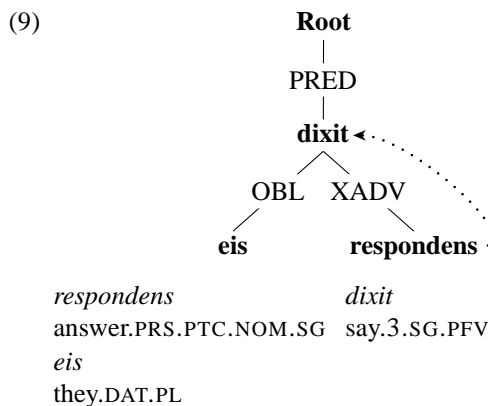 (9)
Root
PRED
dixit
OBL XADV
eis respondens
respondens dixit
answer.PRS.PTC.NOM.SG say.3.SG.PFV
eis
they.DAT.PL